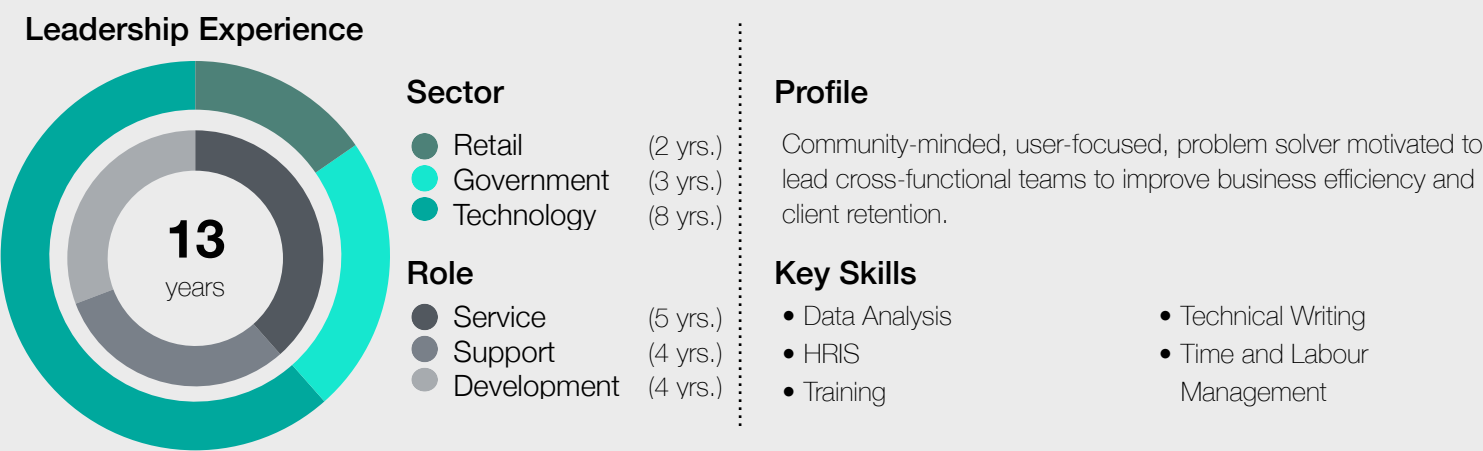 Leadership Experience
13
years
Sector
Retail (2 yrs.)
Government (3 yrs.)
Technology (8 yrs.)
Role
Service (5 yrs.)
Support (4 yrs.)
Development (4 yrs.)
Profile
Community-minded, user-focused, problem solver motivated to
lead cross-functional teams to improve business efficiency and
client retention.
Key Skills
• Data Analysis
• HRIS
• Training
• Technical Writing
• Time and Labour
Management